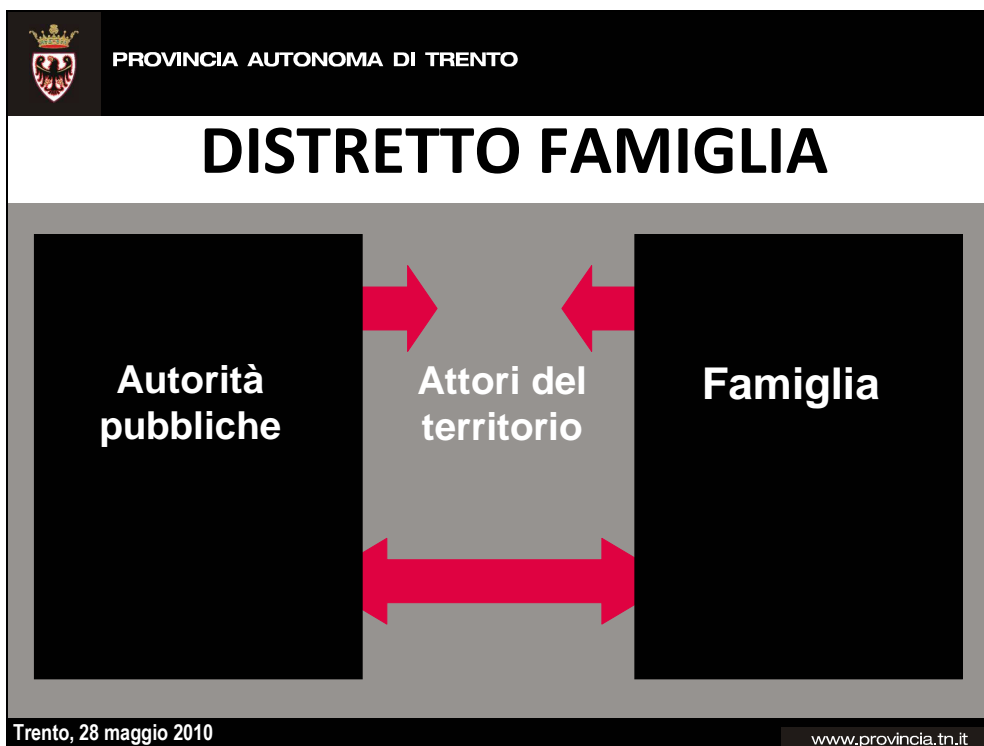 PROVINCIA AUTONOMA DI TRENTO
DISTRETTO FAMIGLIA
Autorità
pubbliche
Attori del
territorio
Famiglia
Trento, 28 maggio 2010
www.provincia.tn.it